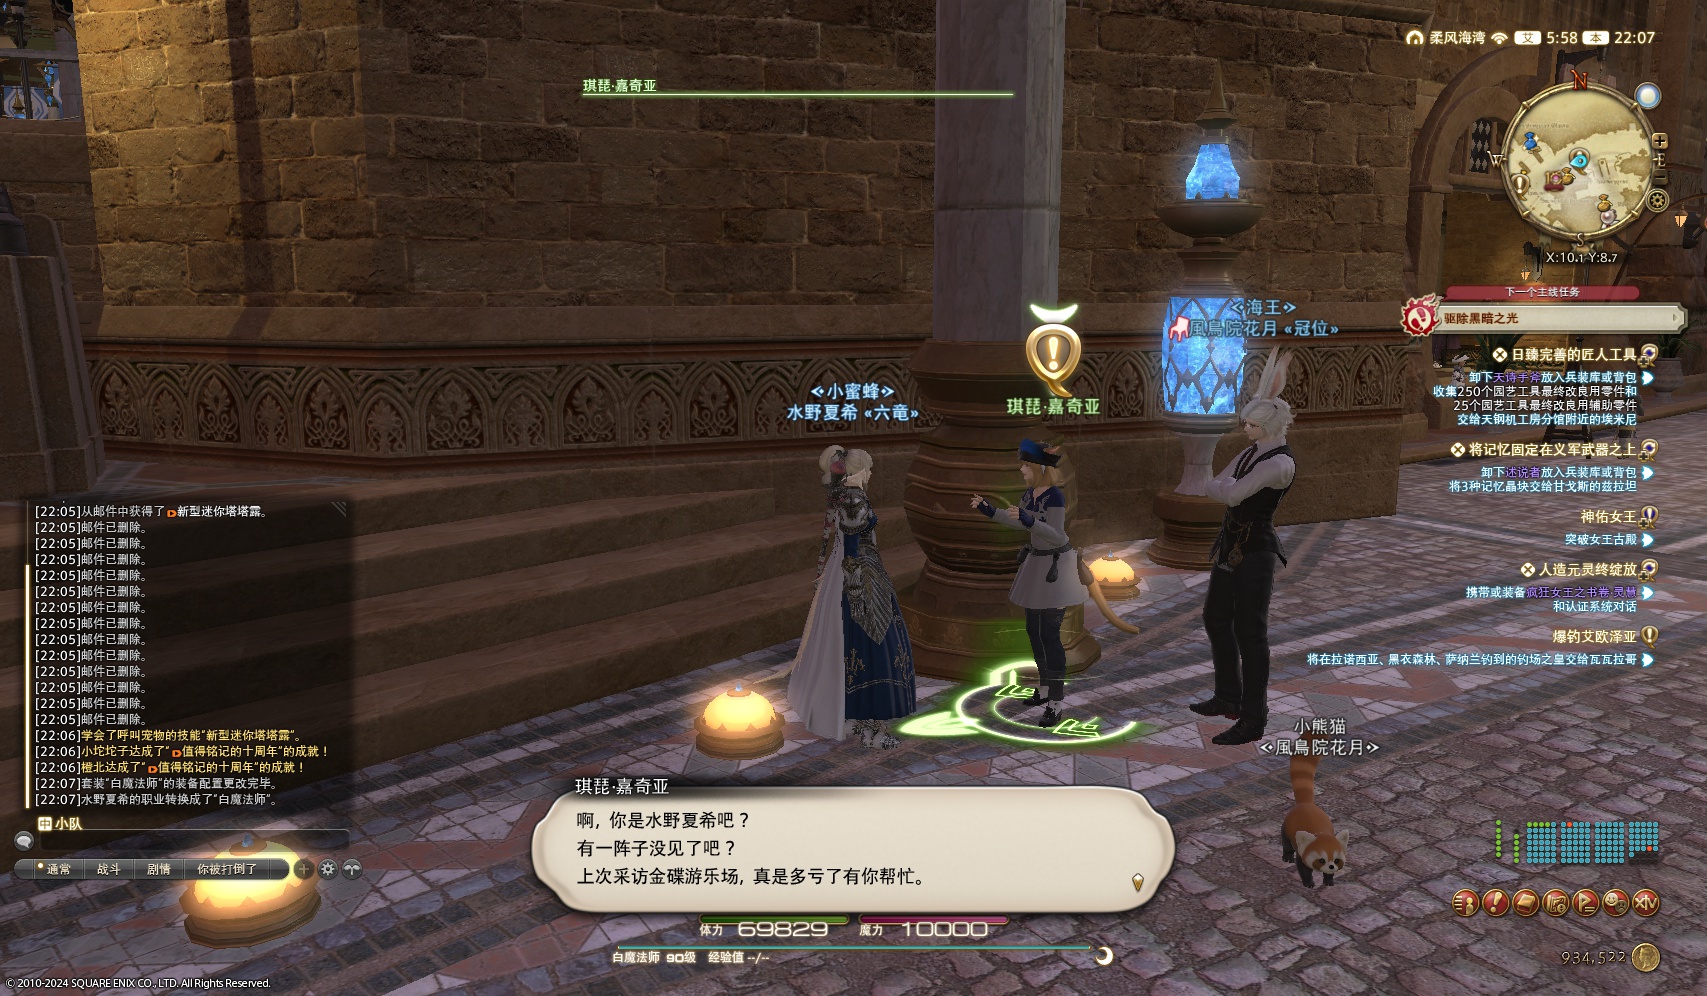 琪琵·嘉奇亚
柔风海湾 艾 5:58 本 22:07
N
W
E
S
X:10.1 Y:8.7
下一个主线任务
驱除黑暗之光
日臻完善的匠人工具
卸下天诗手斧放入兵装库或背包
收集250个园艺工具最终改良用零件和
25个园艺工具最终改良用辅助零件
交给天钢机工房分馆附近的埃米尼
将记忆固定在义军武器之上
卸下述说者放入兵装库或背包
将3种记忆晶块交给甘戈斯的兹拉坦
神佑女王
突破女王古殿
人造元灵终绽放
携带或装备疯狂女王之书卷·灵慧
和认证系统对话
爆钓艾欧泽亚
将在拉诺西亚、黑衣森林、萨纳兰钓到的钓场之皇交给瓦瓦拉哥
<海王>
風鳥院花月 «冠位»
<小蜜蜂>
水野夏希 «六竜»
琪琵·嘉奇亚
小熊猫
<風鳥院花月>
[22:05]从邮件中获得了新型迷你塔塔露。
[22:05]邮件已删除。
[22:05]邮件已删除。
[22:05]邮件已删除。
[22:05]邮件已删除。
[22:05]邮件已删除。
[22:05]邮件已删除。
[22:05]邮件已删除。
[22:05]邮件已删除。
[22:05]邮件已删除。
[22:05]邮件已删除。
[22:05]邮件已删除。
[22:05]邮件已删除。
[22:05]邮件已删除。
[22:06]学会了呼叫宠物的技能“新型迷你塔塔露”。
[22:06]小坨坨子达成了“值得铭记的十周年”的成就！
[22:06]橙北达成了“值得铭记的十周年”的成就！
[22:07]套装“白魔法师”的装备配置更改完毕。
[22:07]水野夏希的职业转换成了“白魔法师”。
中 小队
通常 战斗 剧情 你被打倒了
琪琵·嘉奇亚
啊，你是水野夏希吧？
有一阵子没见了吧？
上次采访金碟游乐场，真是多亏了有你帮忙。
体力 69829 魔力 10000
白魔法师 90级 经验值 --/--
XIV
934,522
© 2010-2024 SQUARE ENIX CO., LTD. All Rights Reserved.